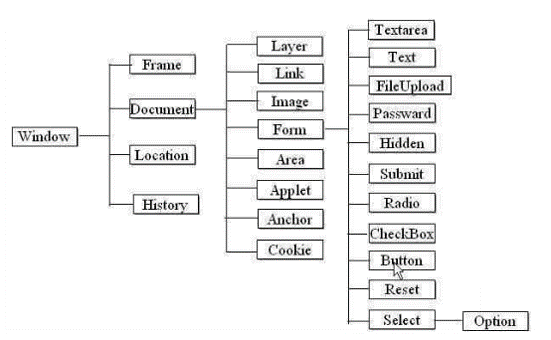 Window
Frame
Document
Location
History
Layer
Link
Image
Form
Area
Applet
Anchor
Cookie
Textarea
Text
FileUpload
Passward
Hidden
Submit
Radio
CheckBox
Button
Reset
Select
Option